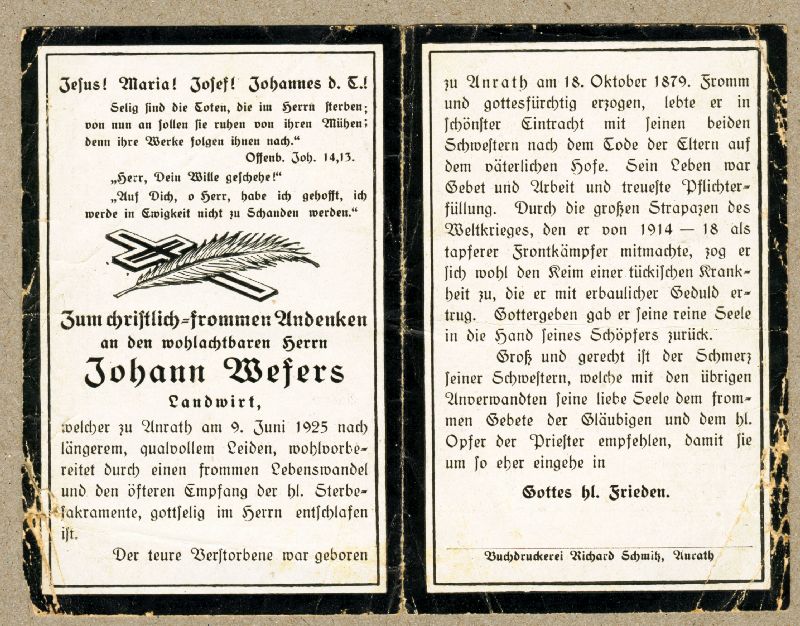 Jesus! Maria! Josef! Johannes d. T.!
Selig sind die Toten, die im Herrn sterben;
von nun an sollen sie ruhen von ihren Mühen;
denn ihre Werke folgen ihnen nach.“
Offenb. Joh. 14,13.
„Herr, Dein Wille geschehe!“
„Auf Dich, o Herr, habe ich gehofft, ich
werde in Ewigkeit nicht zu Schanden werden.“
Zum christlich-frommen Andenken
an den wohlachtbaren Herrn
Johann Wefers
Landwirt,
welcher zu Anrath am 9. Juni 1925 nach
längerem, qualvollem Leiden, wohlvorbe-
reitet durch einen frommen Lebenswandel
und den öfteren Empfang der hl. Sterbe-
sakramente, gottselig im Herrn entschlafen
ist.
Der teure Verstorbene war geboren
zu Anrath am 18. Oktober 1879. Fromm
und gottesfürchtig erzogen, lebte er in
schönster Eintracht mit seinen beiden
Schwestern nach dem Tode der Eltern auf
dem väterlichen Hofe. Sein Leben war
Gebet und Arbeit und treueste Pflichter-
füllung. Durch die großen Strapazen des
Weltkrieges, den er von 1914 — 18 als
tapferer Frontkämpfer mitmachte, zog er
sich wohl den Keim einer tückischen Krank-
heit zu, die er mit erbaulicher Geduld er-
trug. Gottergeben gab er seine reine Seele
in die Hand seines Schöpfers zurück.
Groß und gerecht ist der Schmerz
seiner Schwestern, welche mit den übrigen
Anverwandten seine liebe Seele dem from-
men Gebete der Gläubigen und dem hl.
Opfer der Priester empfehlen, damit sie
um so eher eingehe in
Gottes hl. Frieden.
Buchdruckerei Richard Schmitz, Anrath